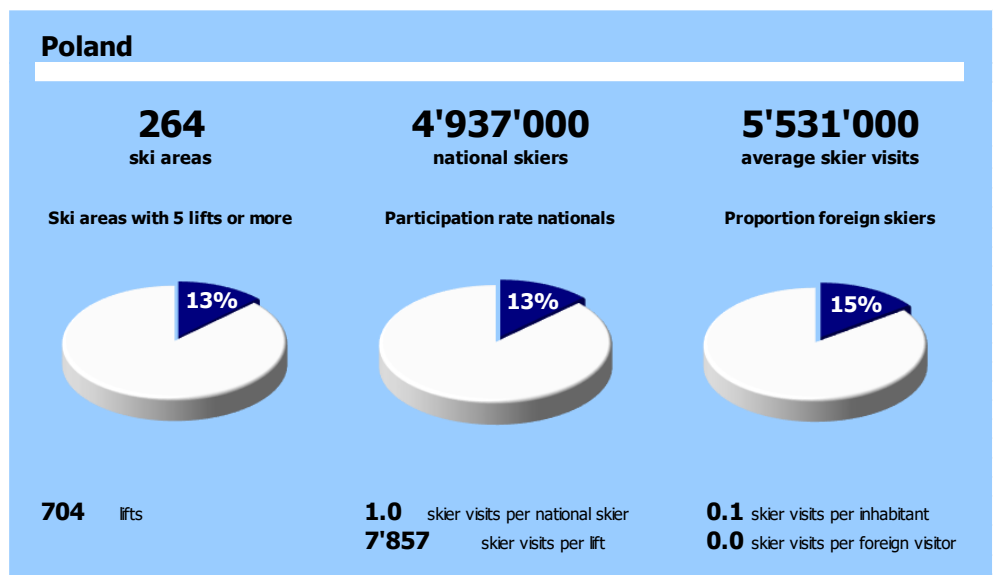 Poland
264
ski areas
4'937'000
national skiers
5'531'000
average skier visits
Ski areas with 5 lifts or more
Participation rate nationals
Proportion foreign skiers
13%
13%
15%
704 lifts
1.0 skier visits per national skier
7'857 skier visits per lift
0.1 skier visits per inhabitant
0.0 skier visits per foreign visitor